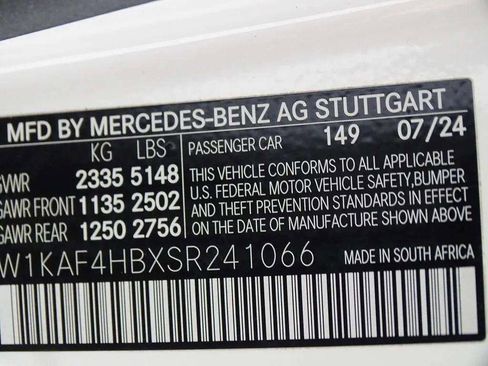 MFD BY MERCEDES-BENZ AG STUTTGART
KG LBS
GVWR 2335 5148
GAWR FRONT 1135 2502
GAWR REAR 1250 2756
PASSENGER CAR 149 07/24
THIS VEHICLE CONFORMS TO ALL APPLICABLE
U.S. FEDERAL MOTOR VEHICLE SAFETY, BUMPER
AND THEFT PREVENTION STANDARDS IN EFFECT
ON THE DATE OF MANUFACTURE SHOWN ABOVE.
W1KAF4HBXSR241066
MADE IN SOUTH AFRICA